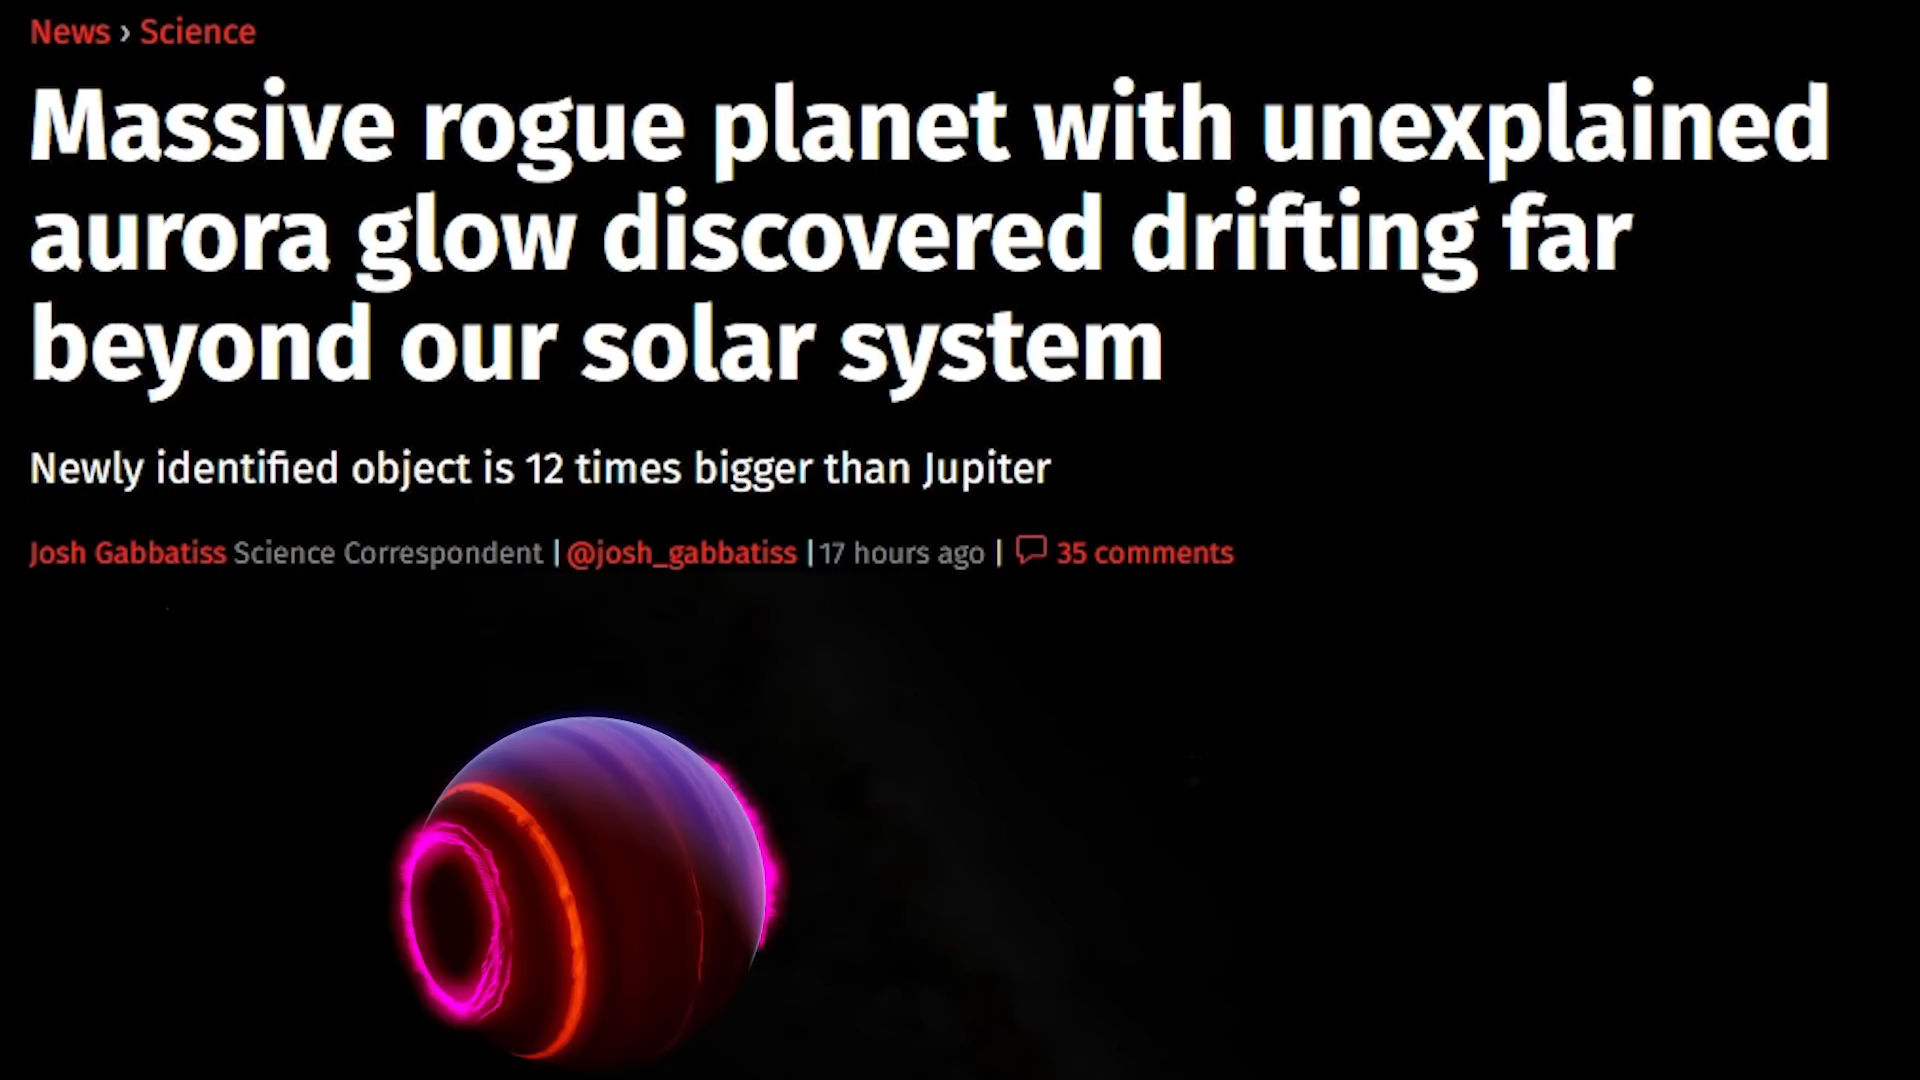 News › Science
Massive rogue planet with unexplained
aurora glow discovered drifting far
beyond our solar system
Newly identified object is 12 times bigger than Jupiter
Josh Gabbatiss Science Correspondent | @josh_gabbatiss | 17 hours ago | 35 comments